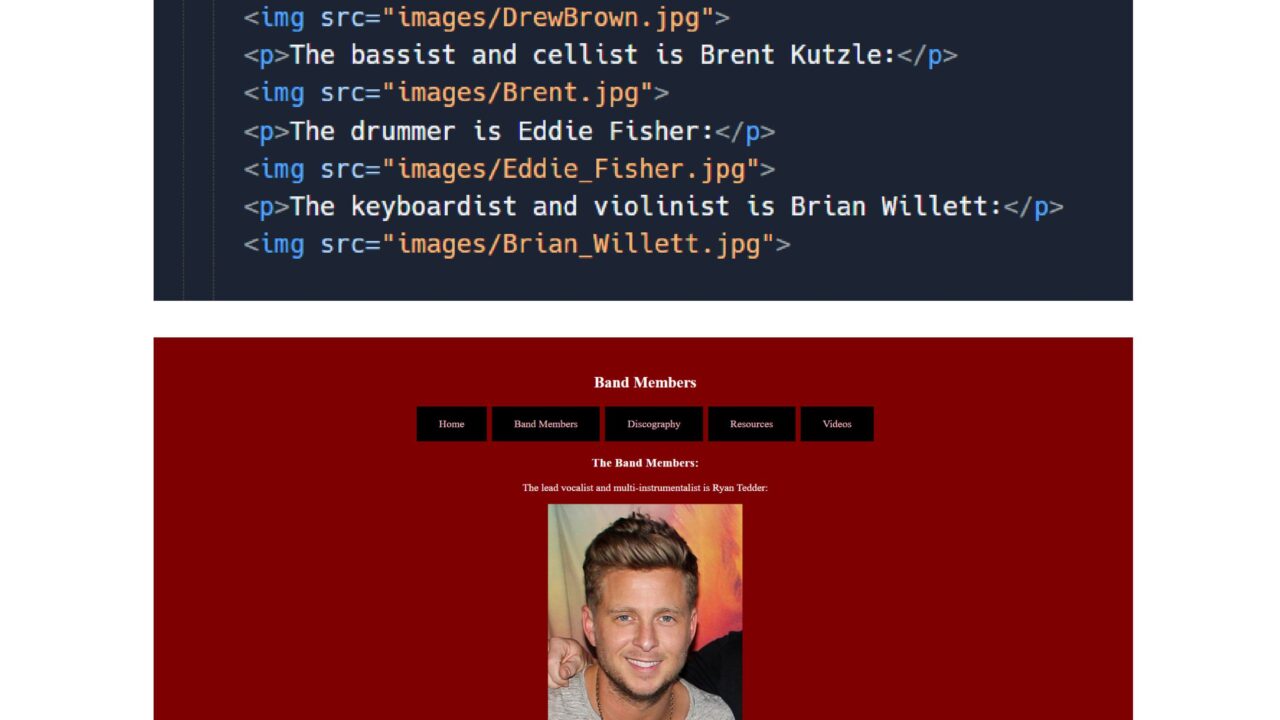 <img src="images/DrewBrown.jpg">
<p>The bassist and cellist is Brent Kutzle:</p>
<img src="images/Brent.jpg">
<p>The drummer is Eddie Fisher:</p>
<img src="images/Eddie_Fisher.jpg">
<p>The keyboardist and violinist is Brian Willett:</p>
<img src="images/Brian_Willett.jpg">
Band Members
Home Band Members Discography Resources Videos
The Band Members:
The lead vocalist and multi-instrumentalist is Ryan Tedder: